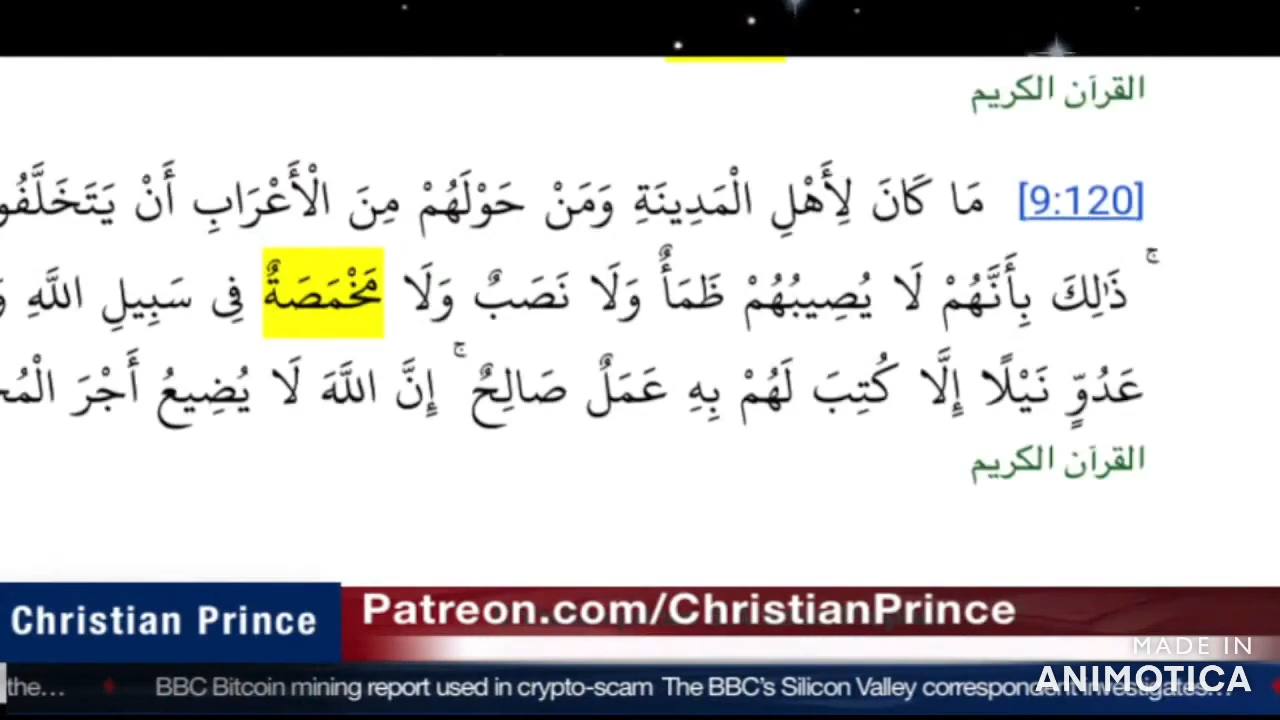 القرآن الكريم
[9:120] مَا كَانَ لِأَهْلِ الْمَدِينَةِ وَمَنْ حَوْلَهُمْ مِنَ الْأَعْرَابِ أَنْ يَتَخَلَّفُو
ۚ ذَٰلِكَ بِأَنَّهُمْ لَا يُصِيبُهُمْ ظَمَأٌ وَلَا نَصَبٌ وَلَا مَخْمَصَةٌ فِى سَبِيلِ اللَّهِ
عَدُوٍّ نَيْلًا إِلَّا كُتِبَ لَهُمْ بِهِ عَمَلٌ صَالِحٌ ۚ إِنَّ اللَّهَ لَا يُضِيعُ أَجْرَ
القرآن الكريم
Christian Prince
Patreon.com/ChristianPrince
MADE IN
ANIMOTICA
the... BBC Bitcoin mining report used in crypto-scam The BBC's Silicon Valley correspondent investigates...